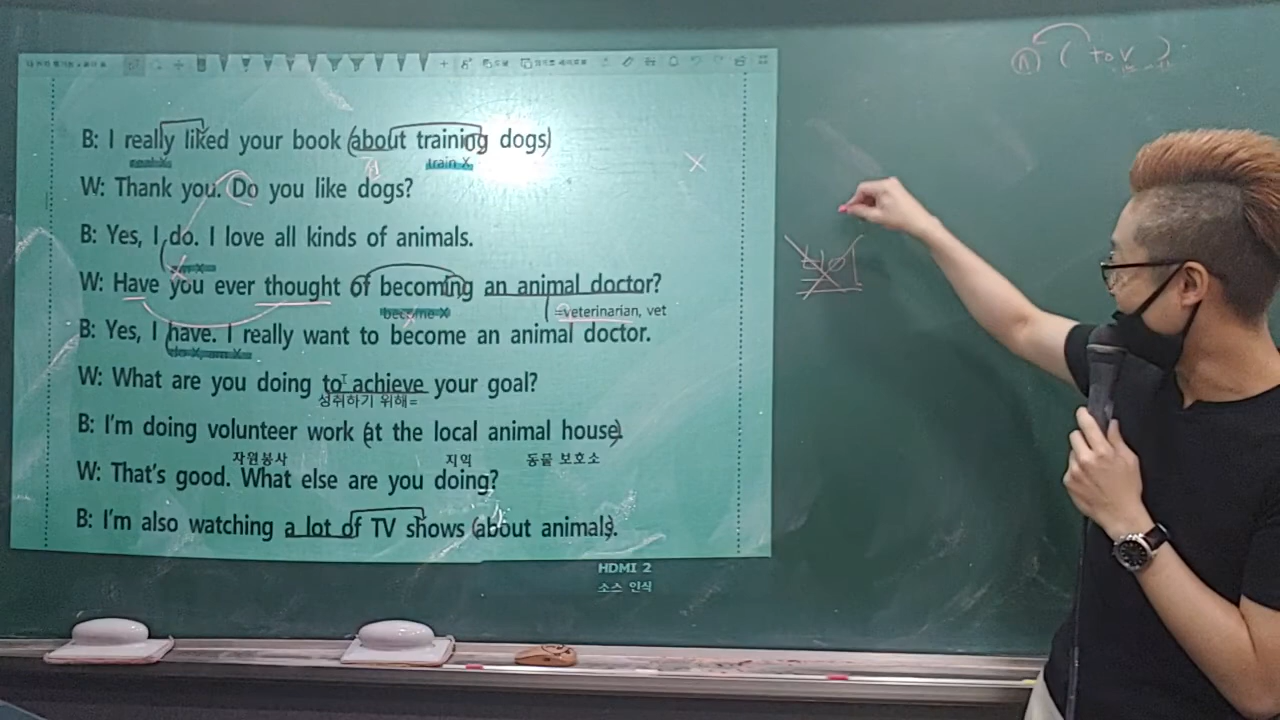 B: I really liked your book (about training dogs)
train X
W: Thank you. Do you like dogs?
B: Yes, I do. I love all kinds of animals.
W: Have you ever thought of becoming an animal doctor?
become X
=veterinarian, vet
B: Yes, I have. I really want to become an animal doctor.
do X, am X
W: What are you doing to achieve your goal?
성취하기 위해=
B: I'm doing volunteer work (at the local animal house).
자원봉사 지역 동물 보호소
W: That's good. What else are you doing?
B: I'm also watching a lot of TV shows (about animals).
HDMI 2
소스 인식
n ( to v )